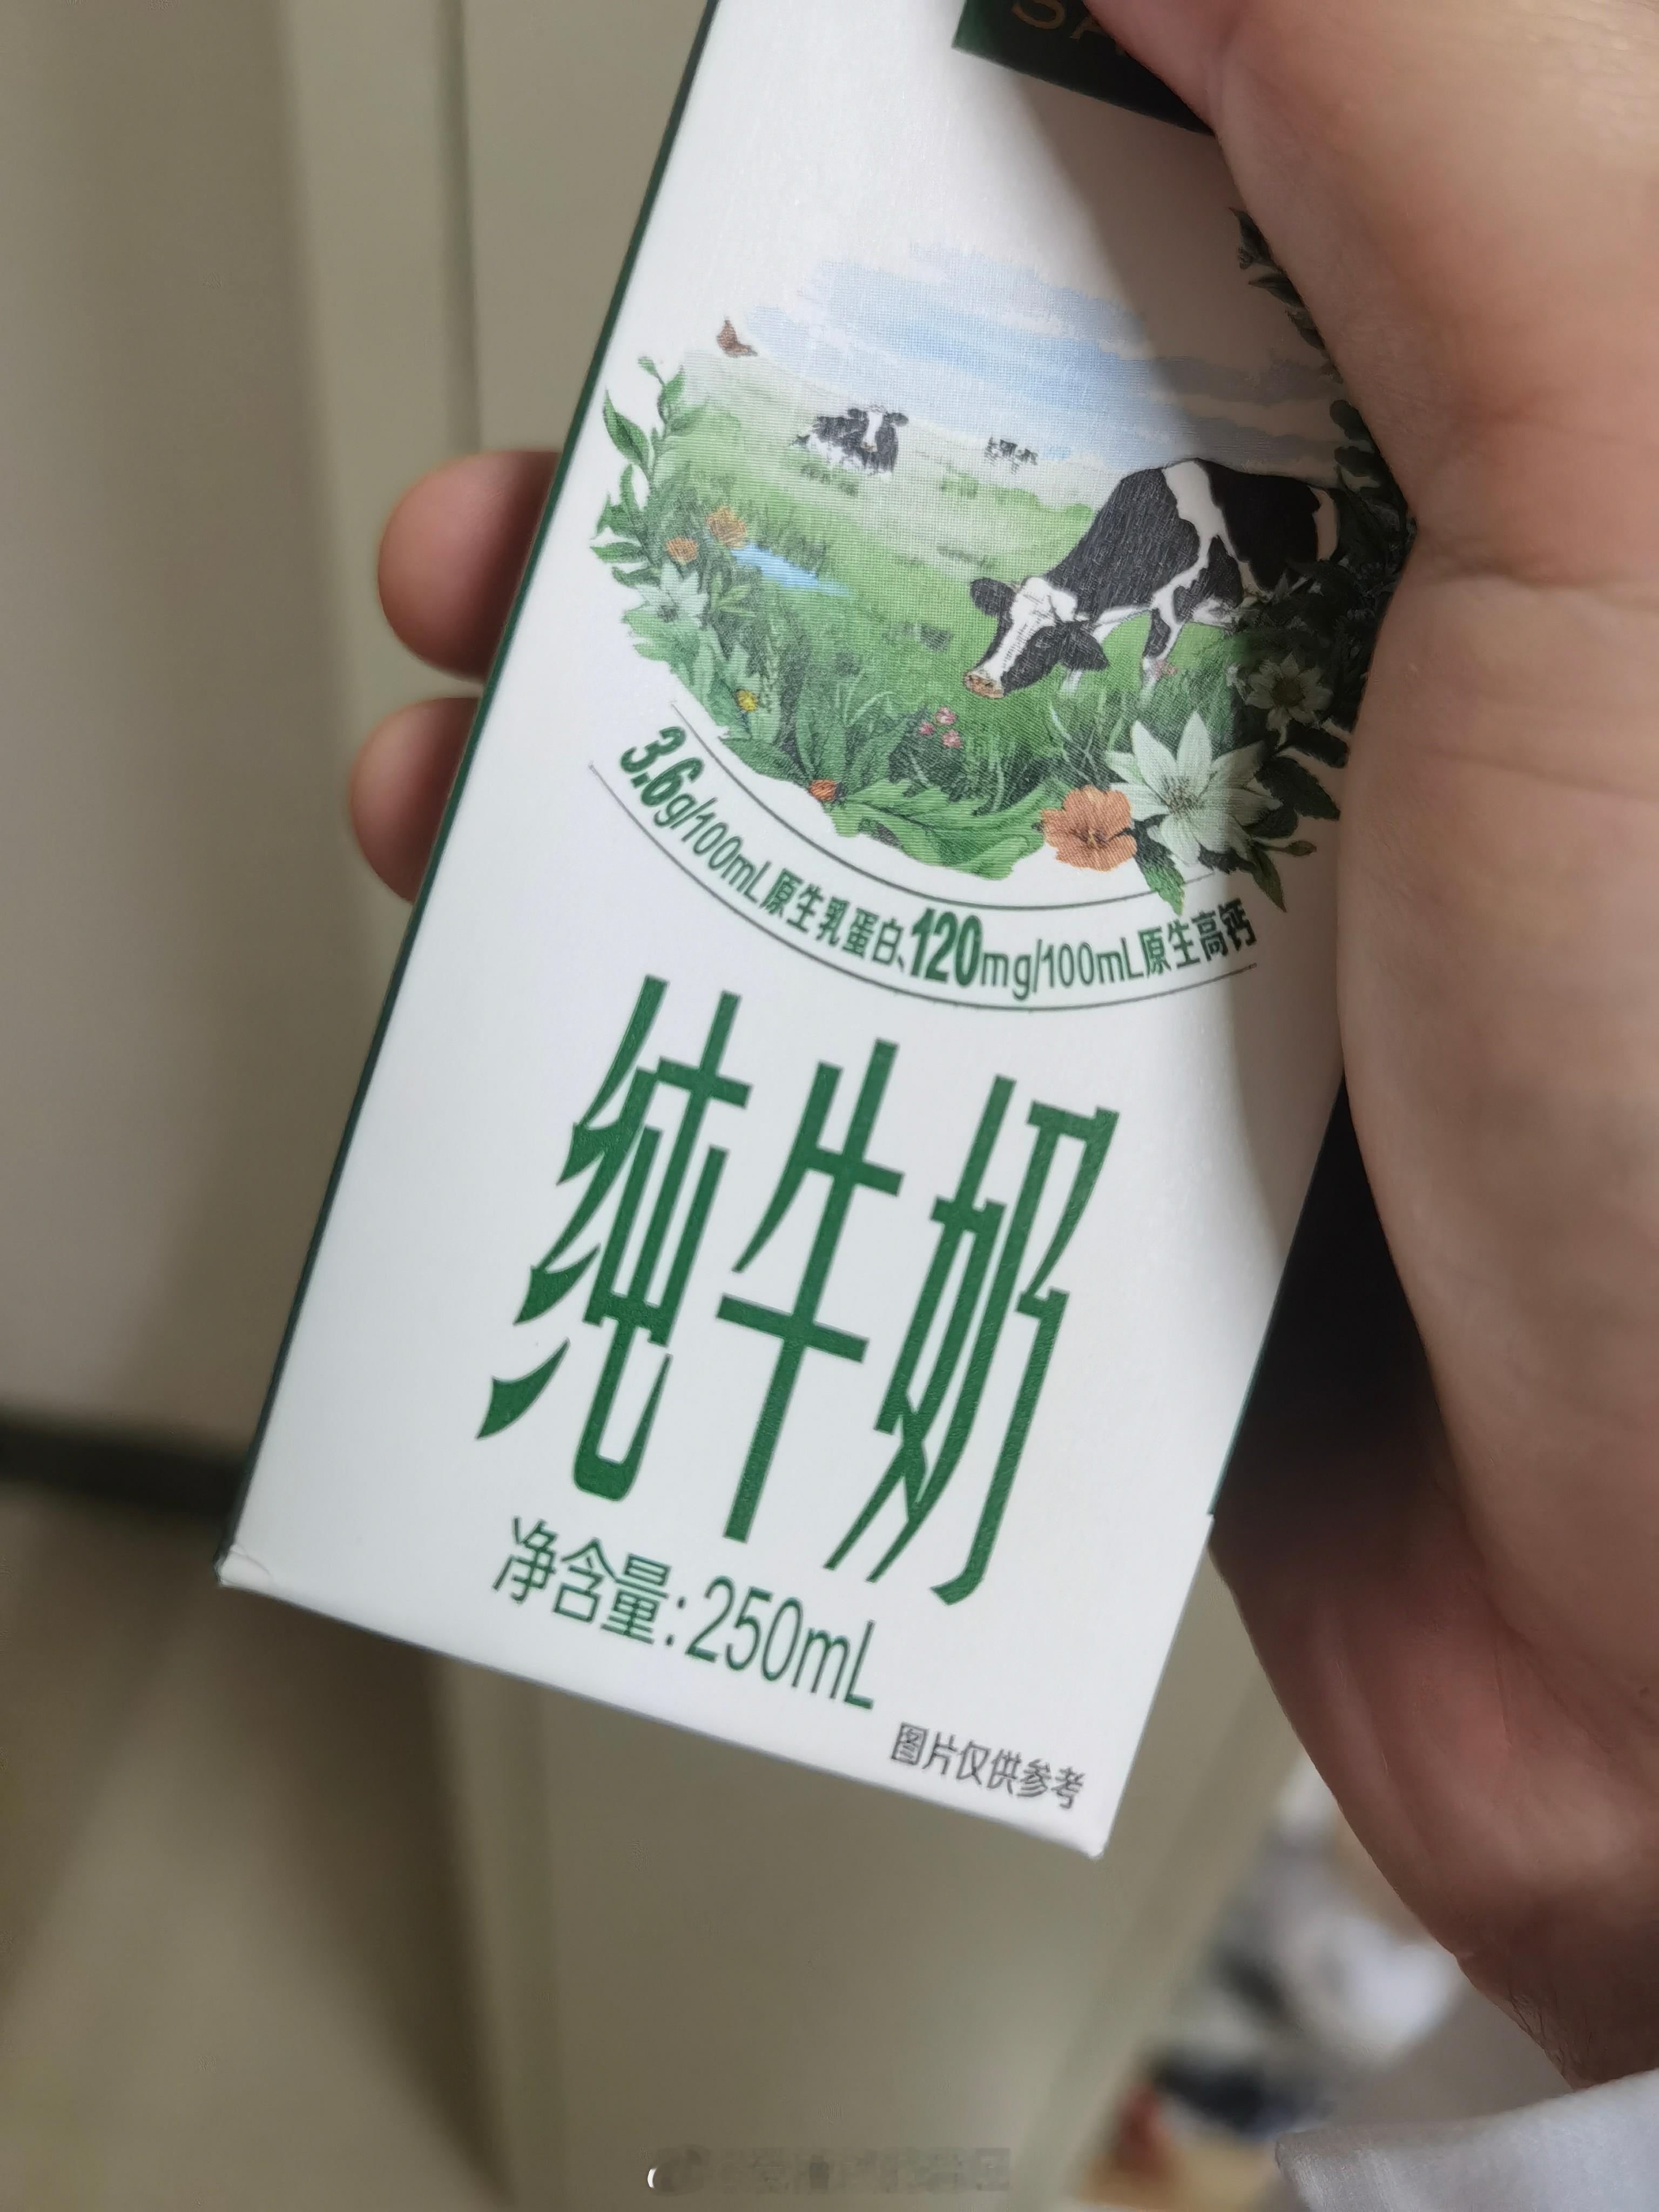 SA
3.6g/100mL原生乳蛋白、120mg/100mL原生高钙
纯牛奶
净含量：250mL
图片仅供参考